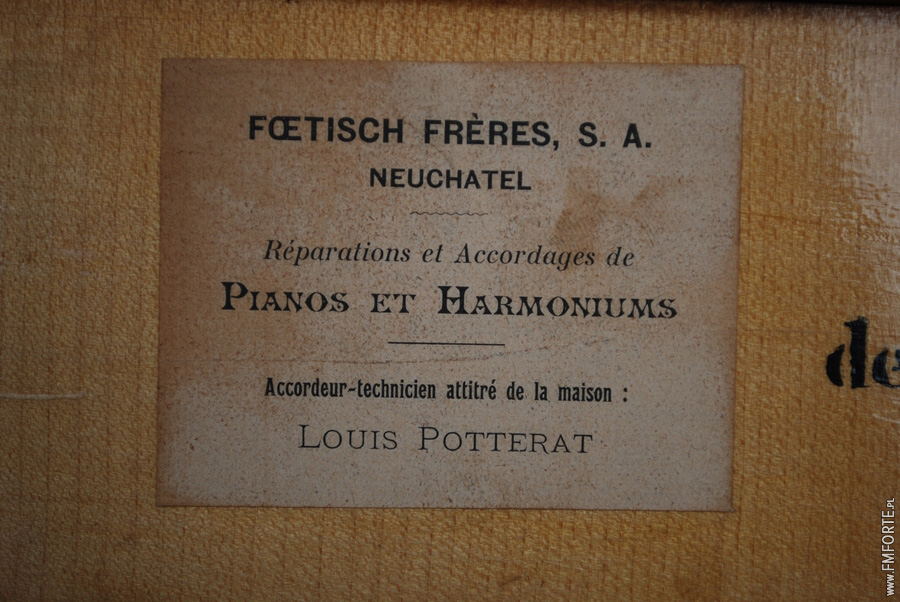 FŒTISCH FRÈRES, S. A.
NEUCHATEL
Réparations et Accordages de
PIANOS ET HARMONIUMS
Accordeur-technicien attitré de la maison :
LOUIS POTTERAT
de
www.FMFORTE.PL